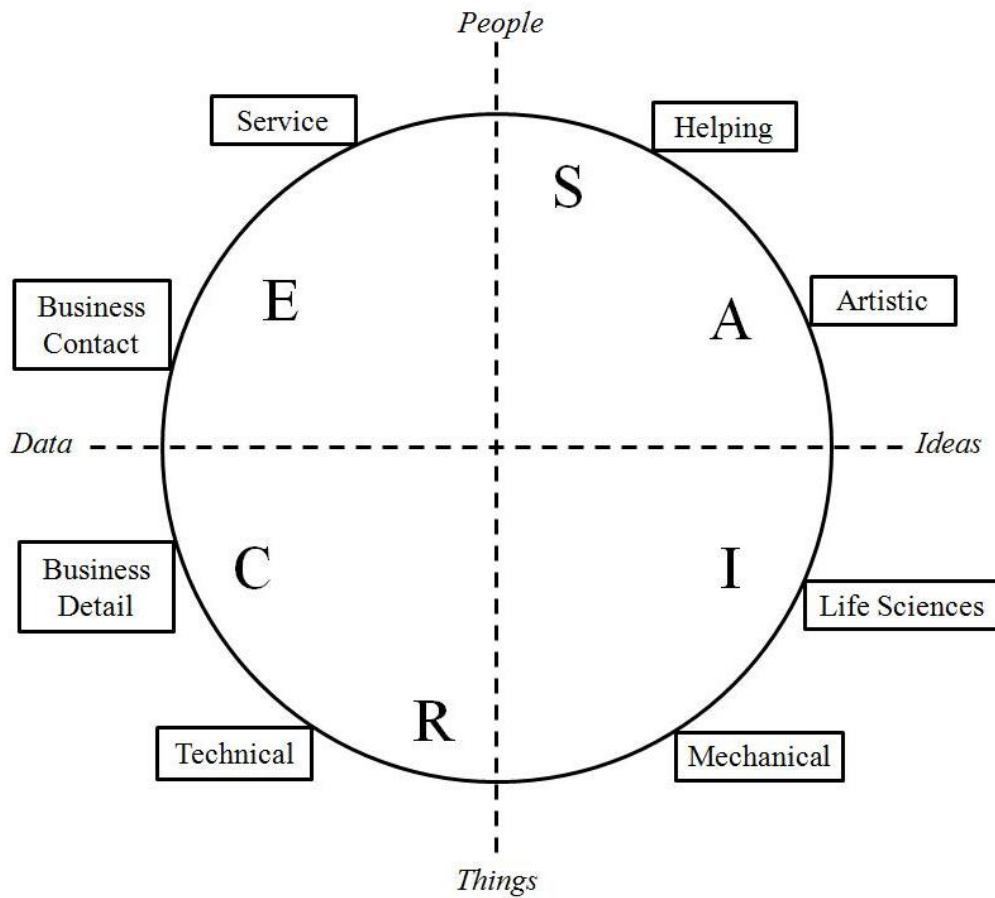 People
Service
Helping
S
E
Business
Contact
Artistic
A
Data
Ideas
Business
Detail
C
I
Life Sciences
R
Technical
Mechanical
Things